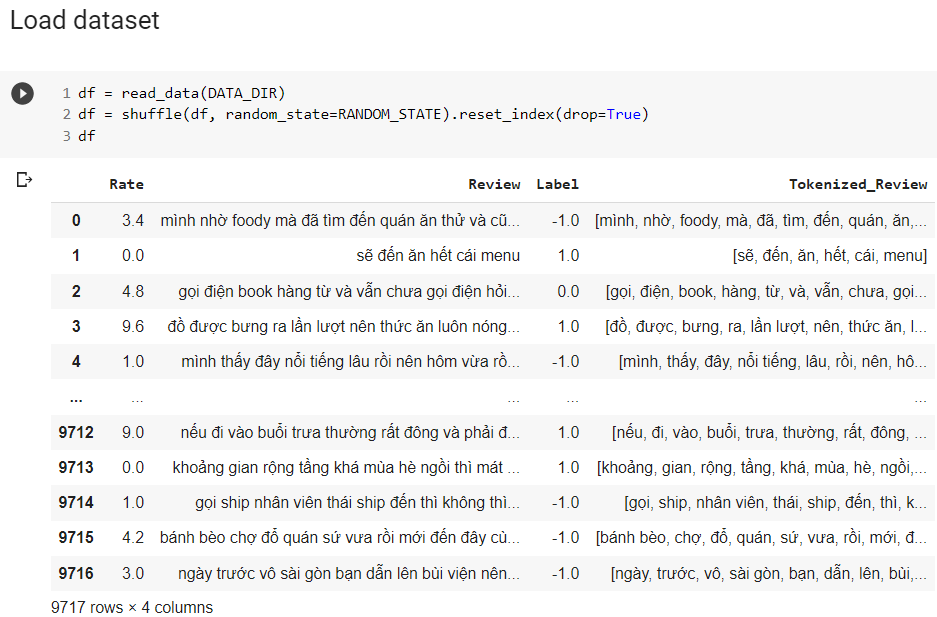 Load dataset
1 df = read_data(DATA_DIR)
2 df = shuffle(df, random_state=RANDOM_STATE).reset_index(drop=True)
3 df
Rate Review Label Tokenized_Review
0 3.4 mình nhờ foody mà đã tìm đến quán ăn thử và cũ... -1.0 [mình, nhờ, foody, mà, đã, tìm, đến, quán, ăn,...
1 0.0 sẽ đến ăn hết cái menu 1.0 [sẽ, đến, ăn, hết, cái, menu]
2 4.8 gọi điện book hàng từ và vẫn chưa gọi điện hỏi... 0.0 [gọi, điện, book, hàng, từ, và, vẫn, chưa, gọi...
3 9.6 đồ được bưng ra lần lượt nên thức ăn luôn nóng... 1.0 [đồ, được, bưng, ra, lần lượt, nên, thức ăn, l...
4 1.0 mình thấy đây nổi tiếng lâu rồi nên hôm vừa rồ... -1.0 [mình, thấy, đây, nổi tiếng, lâu, rồi, nên, hô...
... ... ... ... ...
9712 9.0 nếu đi vào buổi trưa thường rất đông và phải đ... 1.0 [nếu, đi, vào, buổi, trưa, thường, rất, đông, ...
9713 0.0 khoảng gian rộng tầng khá mùa hè ngồi thì mát ... 1.0 [khoảng, gian, rộng, tầng, khá, mùa, hè, ngồi,...
9714 1.0 gọi ship nhân viên thái ship đến thì không thì... -1.0 [gọi, ship, nhân viên, thái, ship, đến, thì, k...
9715 4.2 bánh bèo chợ đổ quán sứ vưa rồi mới đến đây cù... -1.0 [bánh bèo, chợ, đổ, quán, sứ, vưa, rồi, mới, đ...
9716 3.0 ngày trước vô sài gòn bạn dẫn lên bùi viện nên... -1.0 [ngày, trước, vô, sài gòn, bạn, dẫn, lên, bùi,...
9717 rows × 4 columns